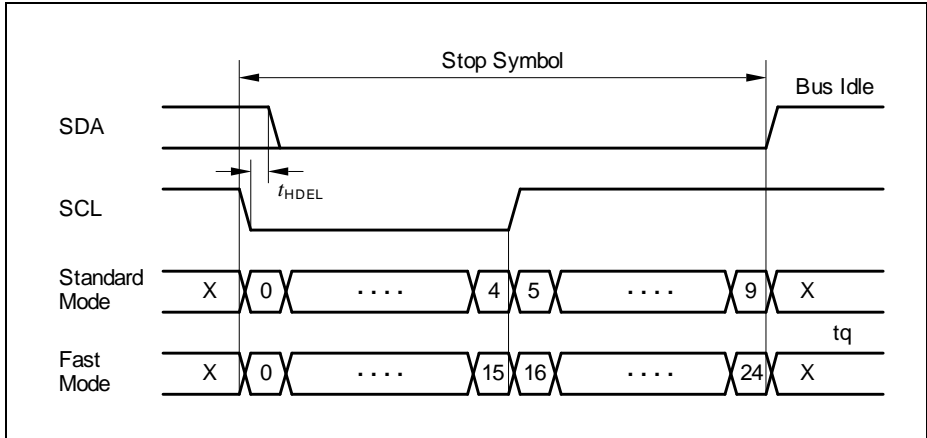 Stop Symbol
Bus Idle
SDA
tHDEL
SCL
Standard
Mode
X 0 .... 4 5 .... 9 X
tq
Fast
Mode
X 0 .... 15 16 .... 24 X